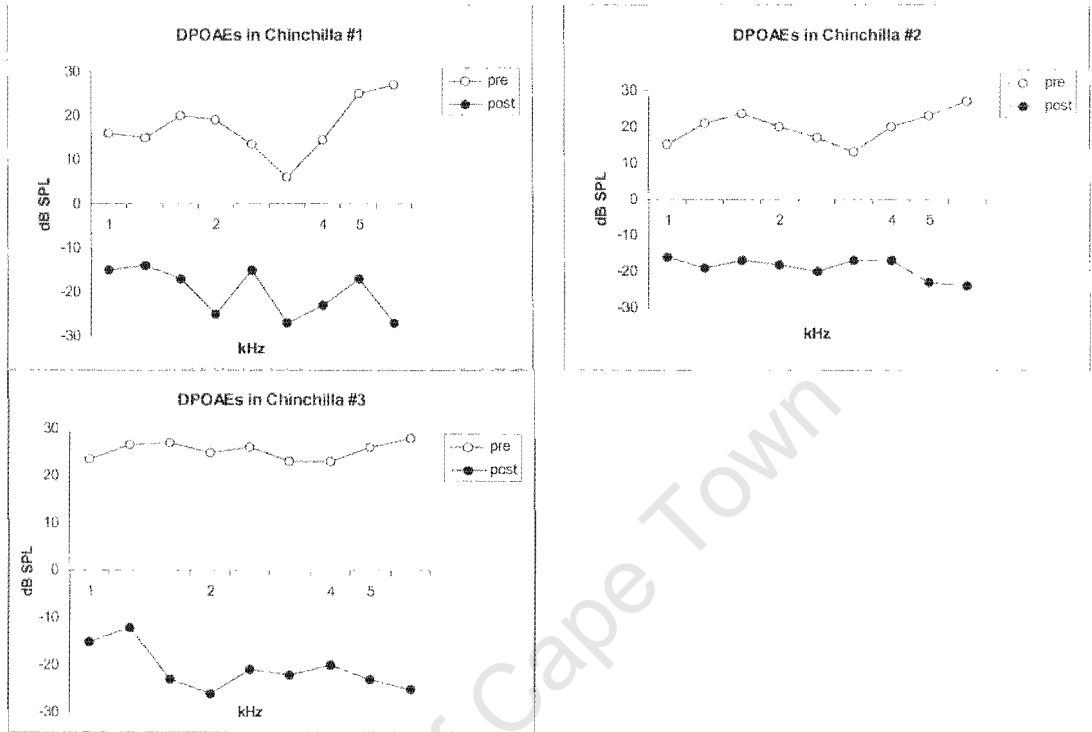 DPOAEs in Chinchilla #1
pre
post
30
20
10
0
-10
-20
-30
dB SPL
1 2 4 5
kHz
DPOAEs in Chinchilla #2
pre
post
30
20
10
0
-10
-20
-30
dB SPL
1 2 4 5
kHz
DPOAEs in Chinchilla #3
pre
post
30
20
10
0
-10
-20
-30
dB SPL
1 2 4 5
kHz
Cape Town